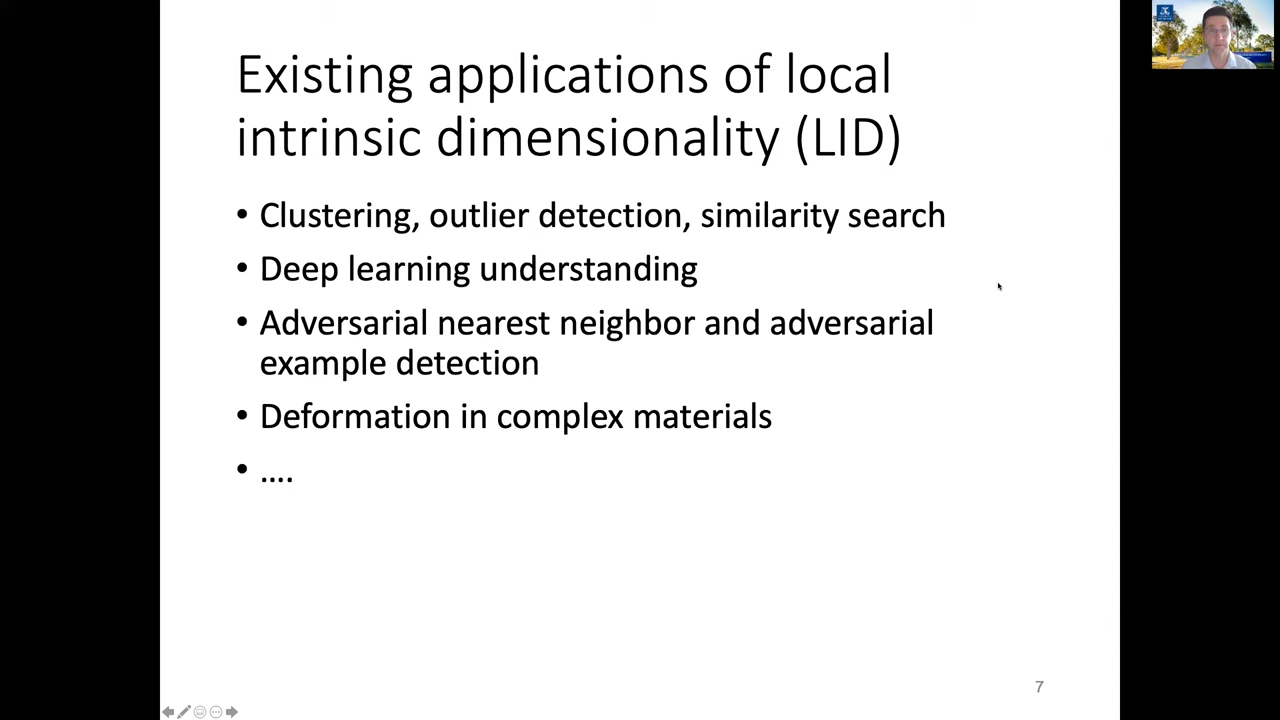 Existing applications of local
intrinsic dimensionality (LID)
• Clustering, outlier detection, similarity search
• Deep learning understanding
• Adversarial nearest neighbor and adversarial
example detection
• Deformation in complex materials
• ....
7